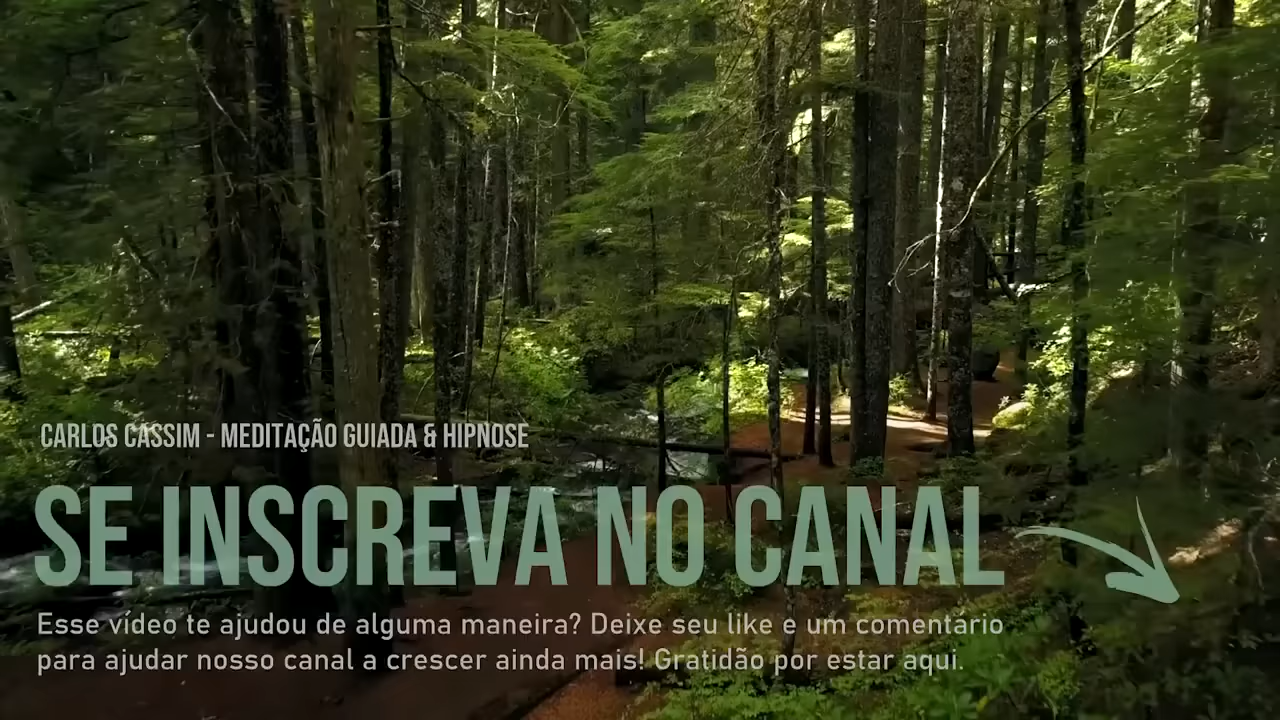 CARLOS CASSIM - MEDITAÇÃO GUIADA & HIPNOSE
SE INSCREVA NO CANAL
Esse vídeo te ajudou de alguma maneira? Deixe seu like e um comentário
para ajudar nosso canal a crescer ainda mais! Gratidão por estar aqui.